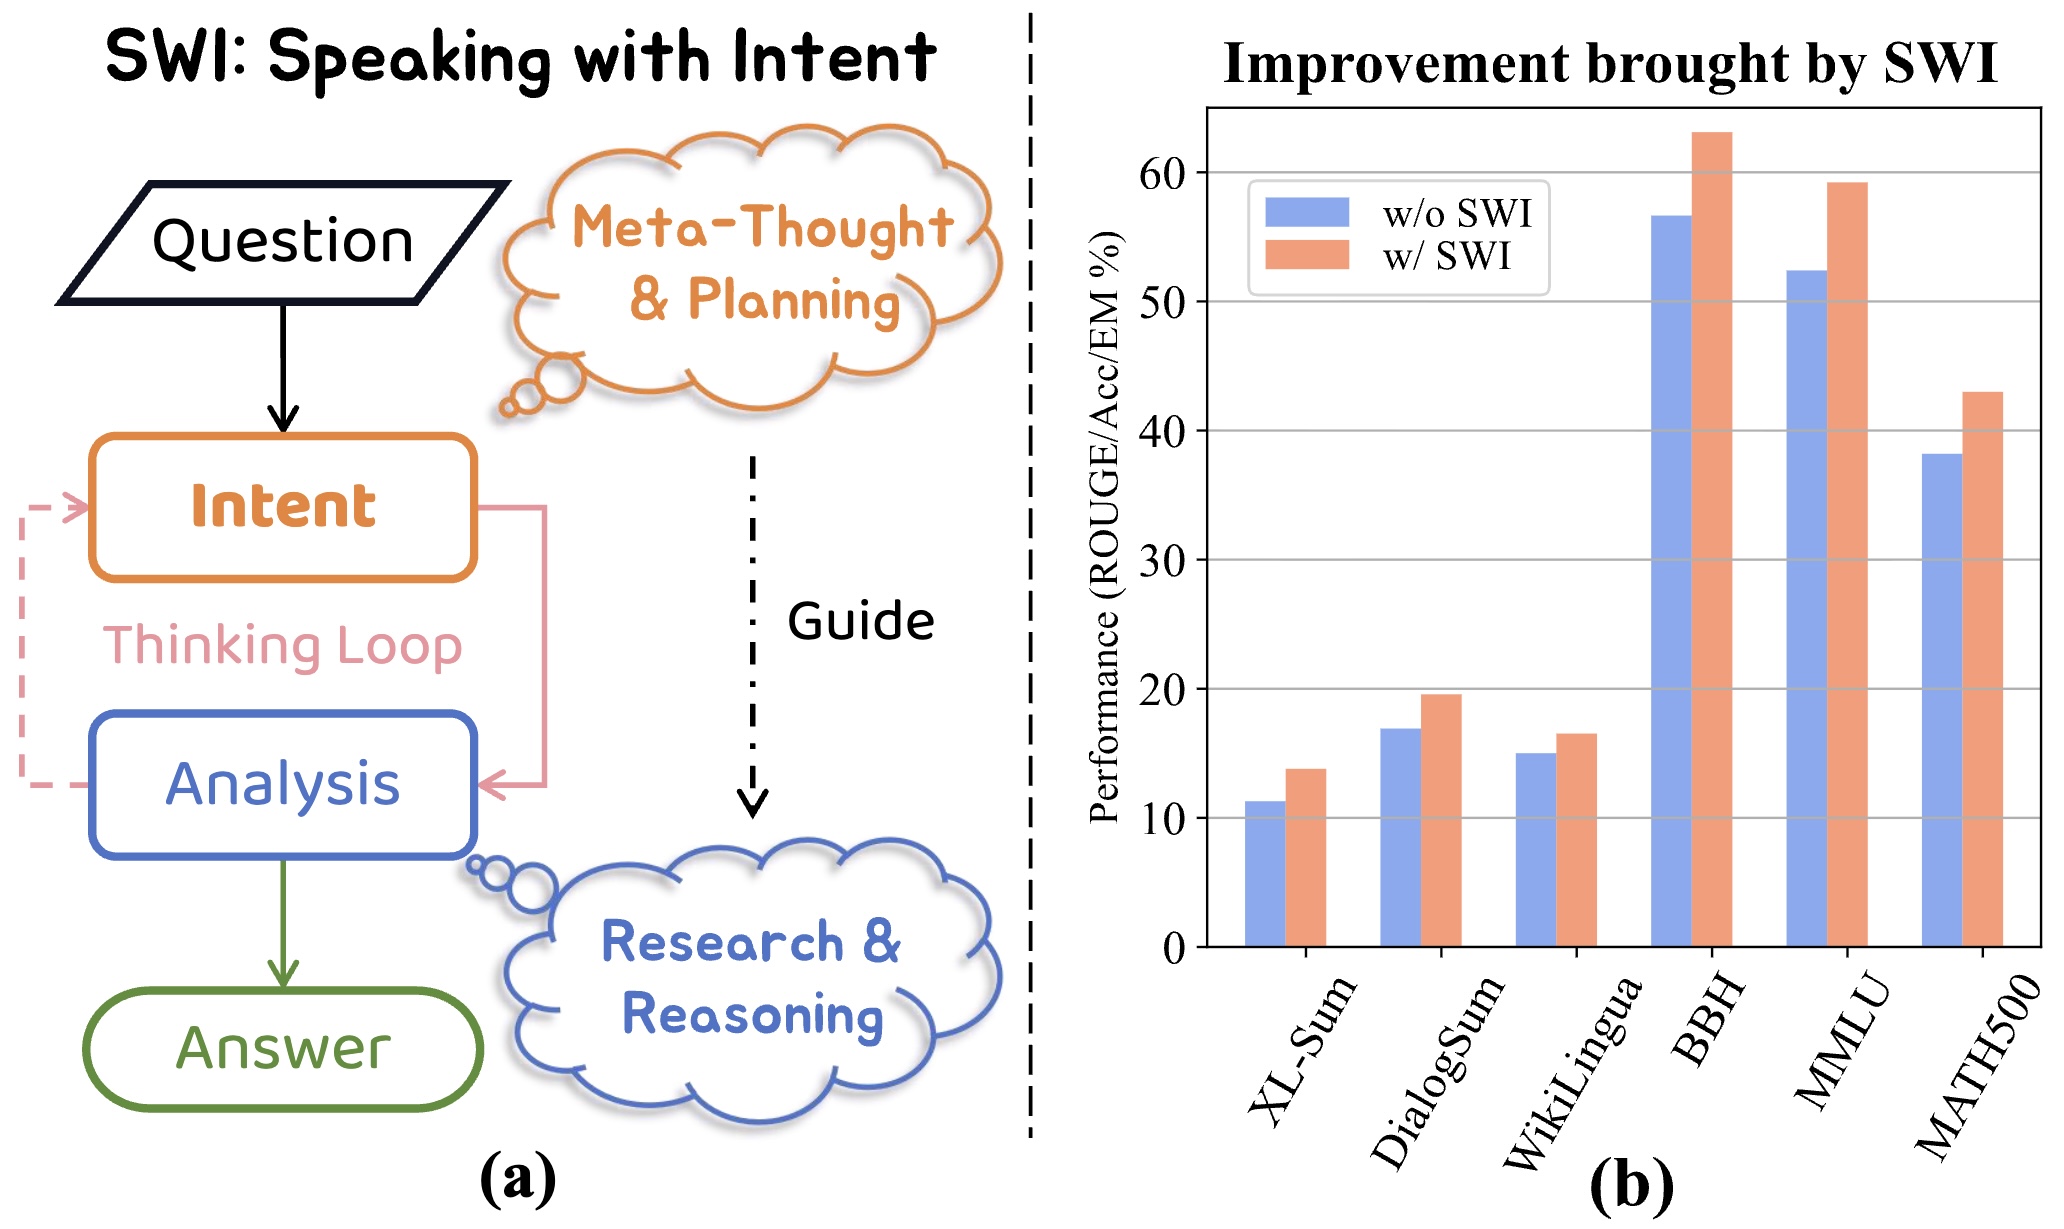 SWI: Speaking with Intent
Question
Meta-Thought
& Planning
Intent
Thinking Loop
Guide
Analysis
Research &
Reasoning
Answer
(a)
Improvement brought by SWI
w/o SWI
w/ SWI
Performance (ROUGE/Acc/EM %)
60
50
40
30
20
10
0
XL-Sum
DialogSum
WikiLingua
BBH
MMLU
MATH500
(b)